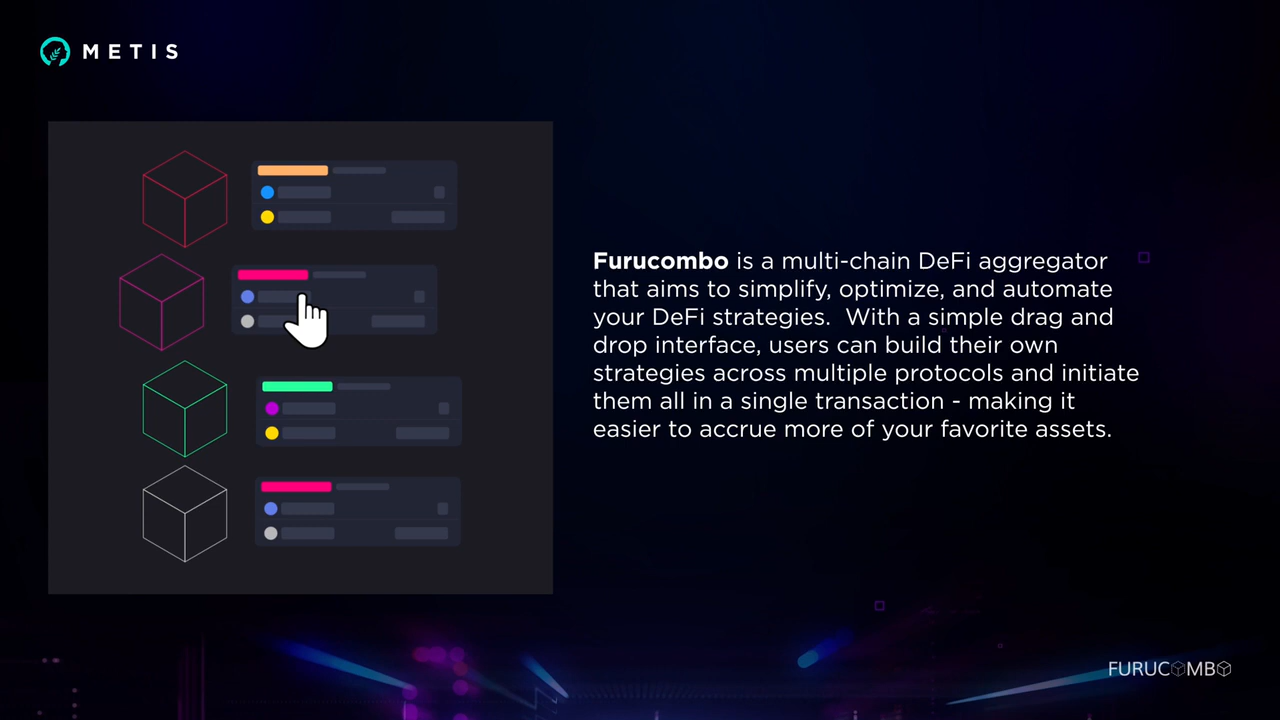 METIS
Furucombo is a multi-chain DeFi aggregator
that aims to simplify, optimize, and automate
your DeFi strategies.  With a simple drag and
drop interface, users can build their own
strategies across multiple protocols and initiate
them all in a single transaction - making it
easier to accrue more of your favorite assets.
FURUCOMBO